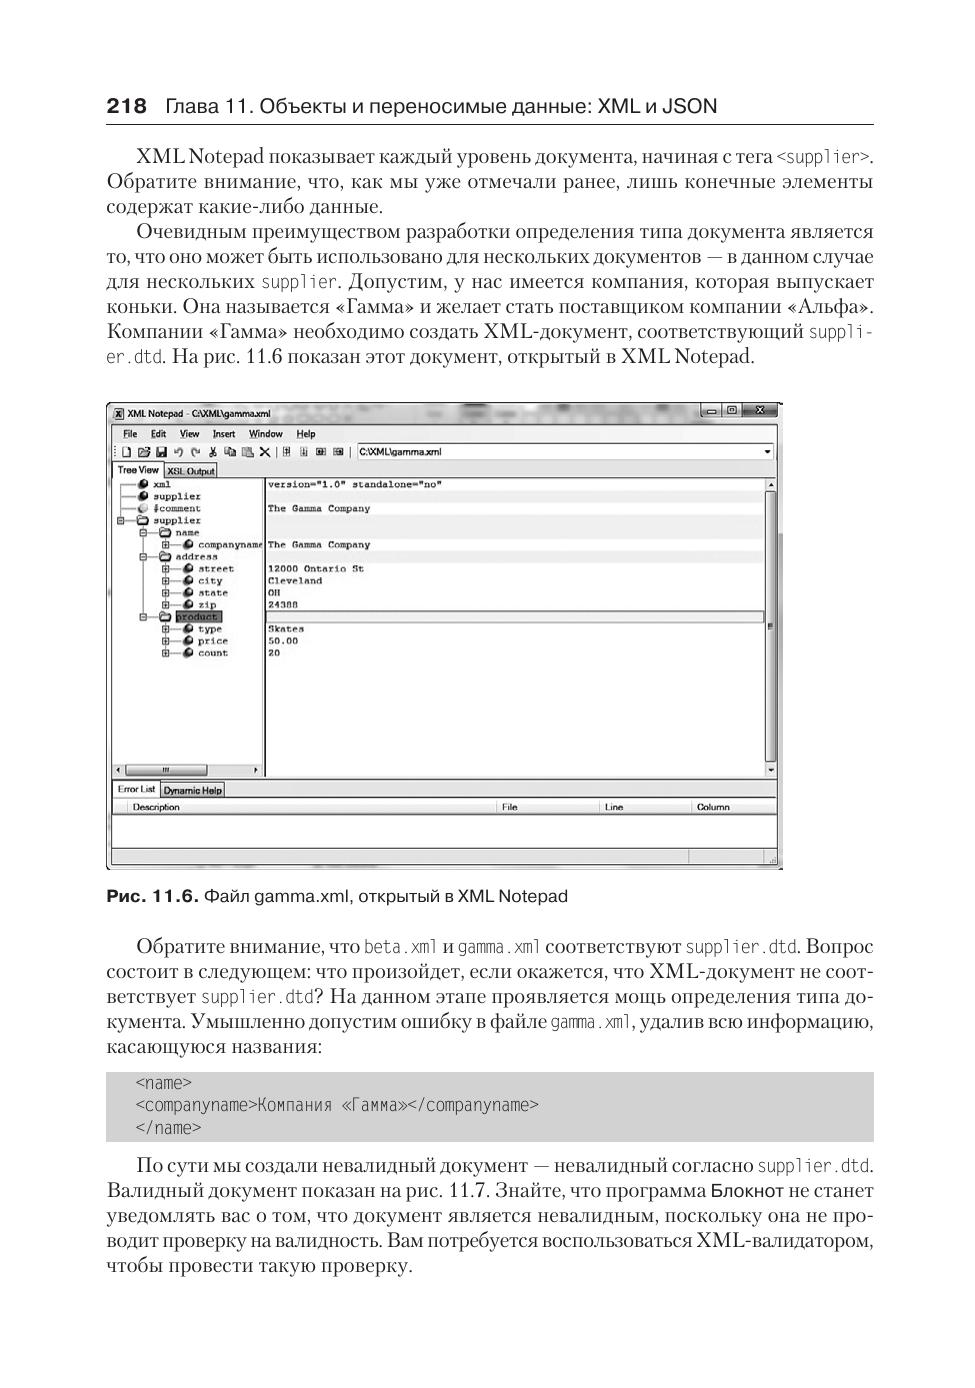 218 Глава 11. Объекты и переносимые данные: XML и JSON
XML Notepad показывает каждый уровень документа, начиная с тега <supplier>.
Обратите внимание, что, как мы уже отмечали ранее, лишь конечные элементы
содержат какие-либо данные.
Очевидным преимуществом разработки определения типа документа является
то, что оно может быть использовано для нескольких документов — в данном случае
для нескольких supplier. Допустим, у нас имеется компания, которая выпускает
коньки. Она называется «Гамма» и желает стать поставщиком компании «Альфа».
Компании «Гамма» необходимо создать XML-документ, соответствующий suppli-
er.dtd. На рис. 11.6 показан этот документ, открытый в XML Notepad.
XML Notepad - C:\XML\gamma.xml
File Edit View Insert Window Help
C:\XML\gamma.xml
Tree View XSL Output
xml version="1.0" standalone="no"
supplier
#comment The Gamma Company
supplier
name
companyname The Gamma Company
address
street 12000 Ontario St
city Cleveland
state OH
zip 24388
product
type Skates
price 50.00
count 20
Error List Dynamic Help
Description File Line Column
Рис. 11.6. Файл gamma.xml, открытый в XML Notepad
Обратите внимание, что beta.xml и gamma.xml соответствуют supplier.dtd. Вопрос
состоит в следующем: что произойдет, если окажется, что XML-документ не соот-
ветствует supplier.dtd? На данном этапе проявляется мощь определения типа до-
кумента. Умышленно допустим ошибку в файле gamma.xml, удалив всю информацию,
касающуюся названия:
<name>
<companyname>Компания «Гамма»</companyname>
</name>
По сути мы создали невалидный документ — невалидный согласно supplier.dtd.
Валидный документ показан на рис. 11.7. Знайте, что программа Блокнот не станет
уведомлять вас о том, что документ является невалидным, поскольку она не про-
водит проверку на валидность. Вам потребуется воспользоваться XML-валидатором,
чтобы провести такую проверку.